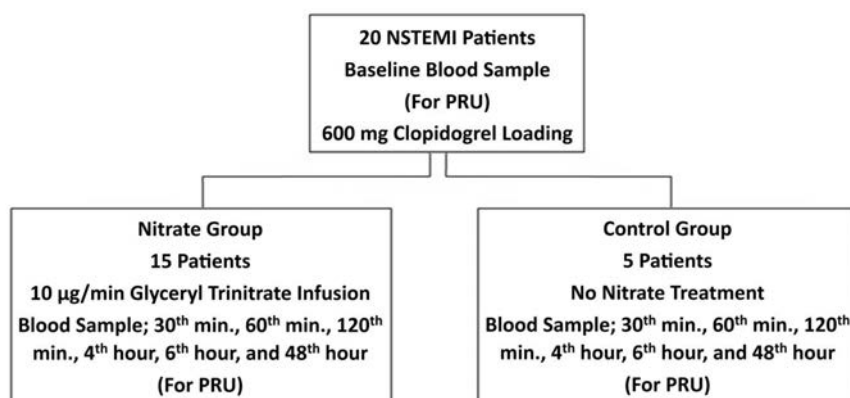 20 NSTEMI Patients
Baseline Blood Sample
(For PRU)
600 mg Clopidogrel Loading
Nitrate Group
15 Patients
10 µg/min Glyceryl Trinitrate Infusion
Blood Sample; 30th min., 60th min., 120th
min., 4th hour, 6th hour, and 48th hour
(For PRU)
Control Group
5 Patients
No Nitrate Treatment
Blood Sample; 30th min., 60th min., 120th
min., 4th hour, 6th hour, and 48th hour
(For PRU)